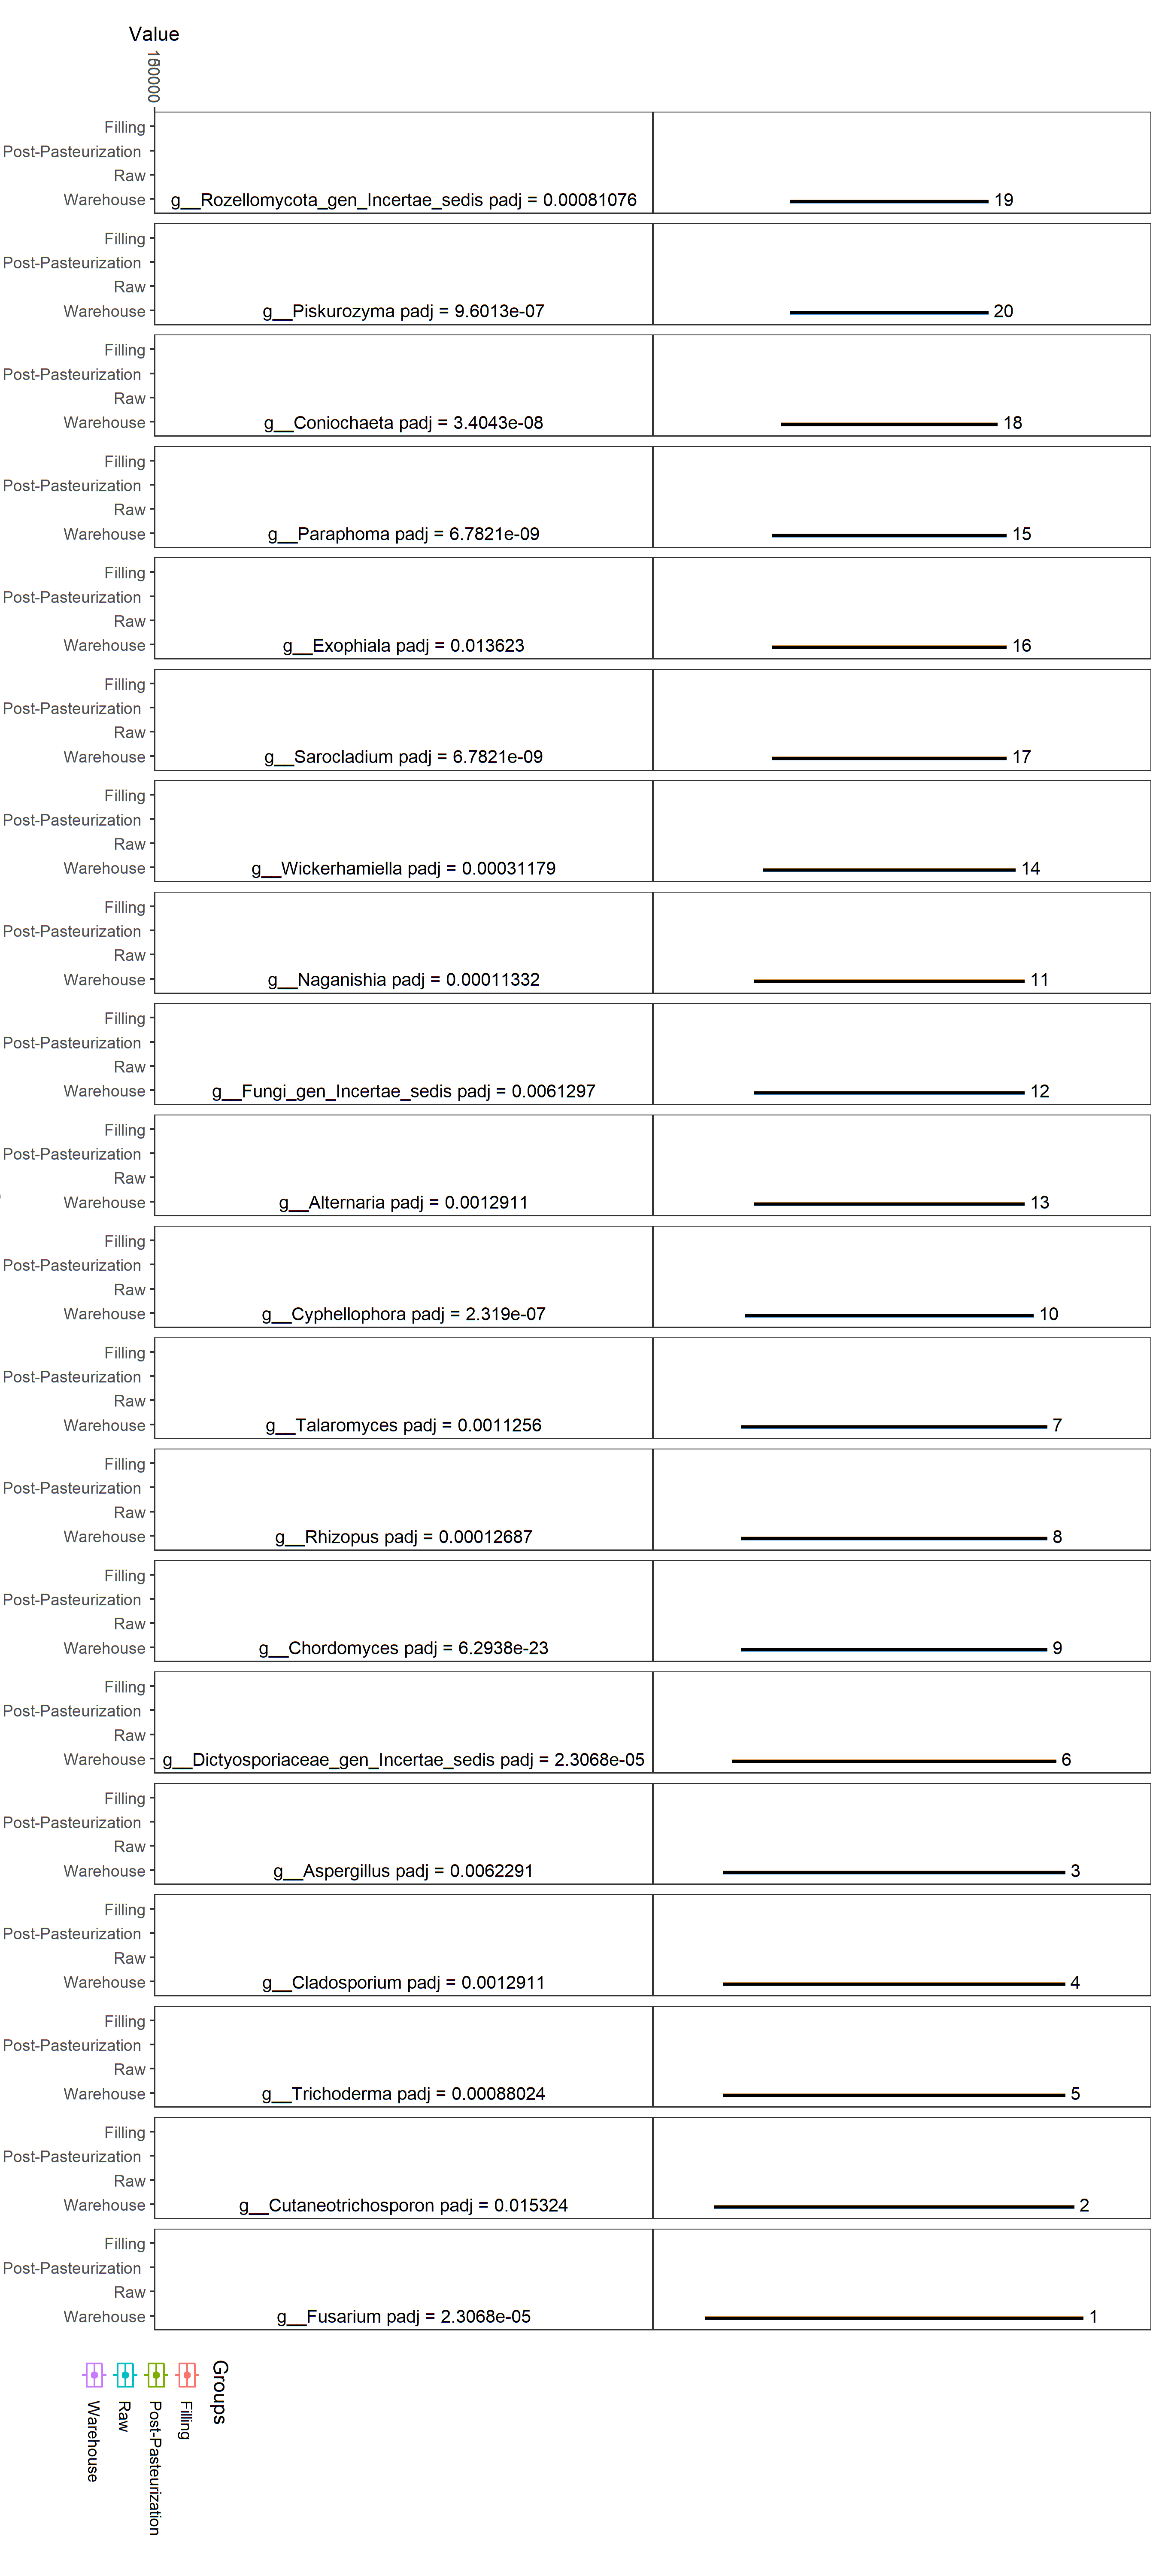 Value
Filling
Post-Pasteurization
Raw
Warehouse g__Rozellomycota_gen_Incertae_sedis padj = 0.00081076 19
Filling
Post-Pasteurization
Raw
Warehouse g__Piskurozyma padj = 9.6013e-07 20
Filling
Post-Pasteurization
Raw
Warehouse g__Coniochaeta padj = 3.4043e-08 18
Filling
Post-Pasteurization
Raw
Warehouse g__Paraphoma padj = 6.7821e-09 15
Filling
Post-Pasteurization
Raw
Warehouse g__Exophiala padj = 0.013623 16
Filling
Post-Pasteurization
Raw
Warehouse g__Sarocladium padj = 6.7821e-09 17
Filling
Post-Pasteurization
Raw
Warehouse g__Wickerhamiella padj = 0.00031179 14
Filling
Post-Pasteurization
Raw
Warehouse g__Naganishia padj = 0.00011332 11
Filling
Post-Pasteurization
Raw
Warehouse g__Fungi_gen_Incertae_sedis padj = 0.0061297 12
Filling
Post-Pasteurization
Raw
Warehouse g__Alternaria padj = 0.0012911 13
Filling
Post-Pasteurization
Raw
Warehouse g__Cyphellophora padj = 2.319e-07 10
Filling
Post-Pasteurization
Raw
Warehouse g__Talaromyces padj = 0.0011256 7
Filling
Post-Pasteurization
Raw
Warehouse g__Rhizopus padj = 0.00012687 8
Filling
Post-Pasteurization
Raw
Warehouse g__Chordomyces padj = 6.2938e-23 9
Filling
Post-Pasteurization
Raw
Warehouse g__Dictyosporiaceae_gen_Incertae_sedis padj = 2.3068e-05 6
Filling
Post-Pasteurization
Raw
Warehouse g__Aspergillus padj = 0.0062291 3
Filling
Post-Pasteurization
Raw
Warehouse g__Cladosporium padj = 0.0012911 4
Filling
Post-Pasteurization
Raw
Warehouse g__Trichoderma padj = 0.00088024 5
Filling
Post-Pasteurization
Raw
Warehouse g__Cutaneotrichosporon padj = 0.015324 2
Filling
Post-Pasteurization
Raw
Warehouse g__Fusarium padj = 2.3068e-05 1
Groups
Filling
Post-Pasteurization
Raw
Warehouse